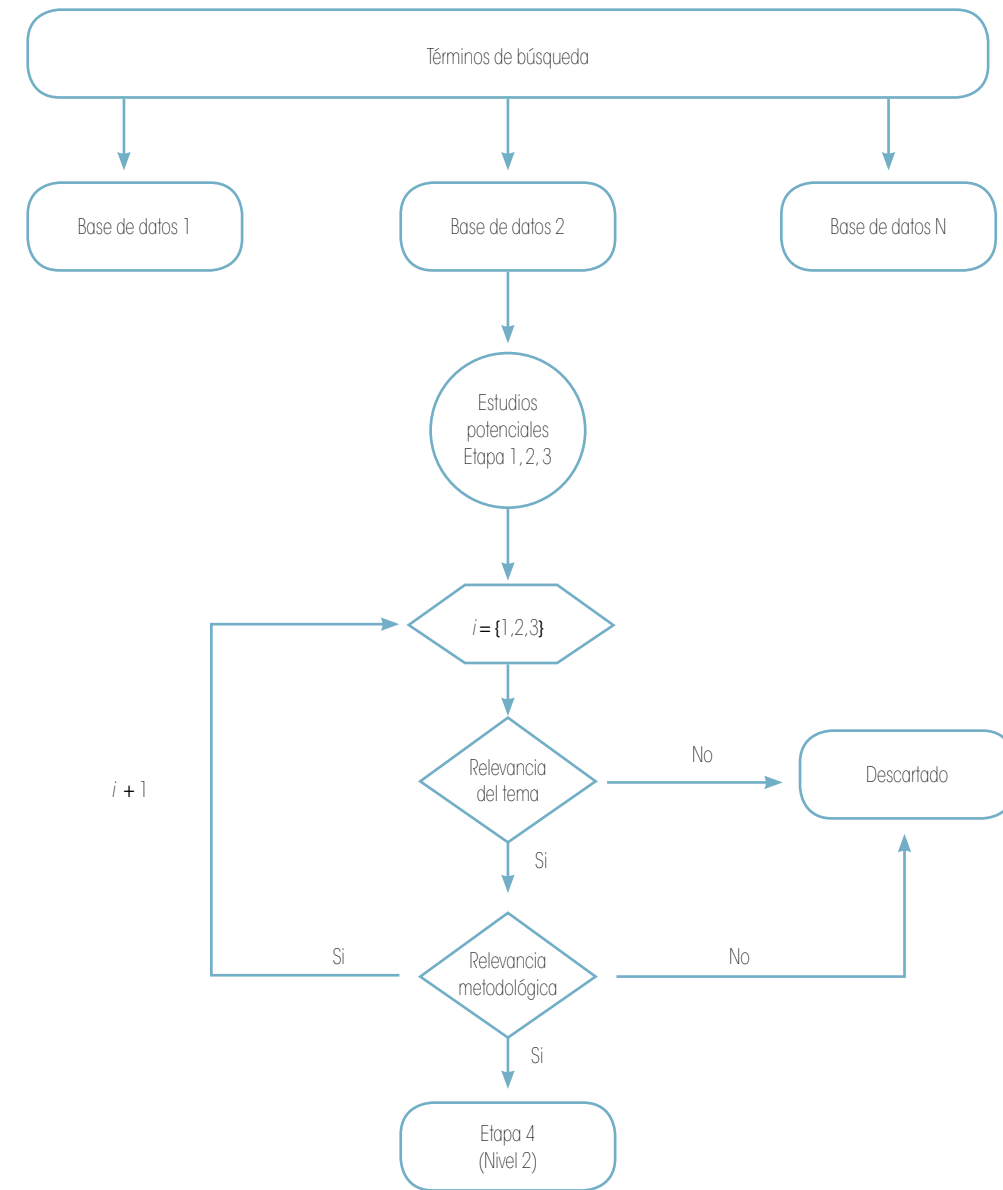 Términos de búsqueda
Base de datos 1
Base de datos 2
Base de datos N
Estudios
potenciales
Etapa 1, 2, 3
i = {1,2,3}
Relevancia
del tema
No
Descartado
i + 1
Si
Si
Relevancia
metodológica
No
Si
Etapa 4
(Nivel 2)